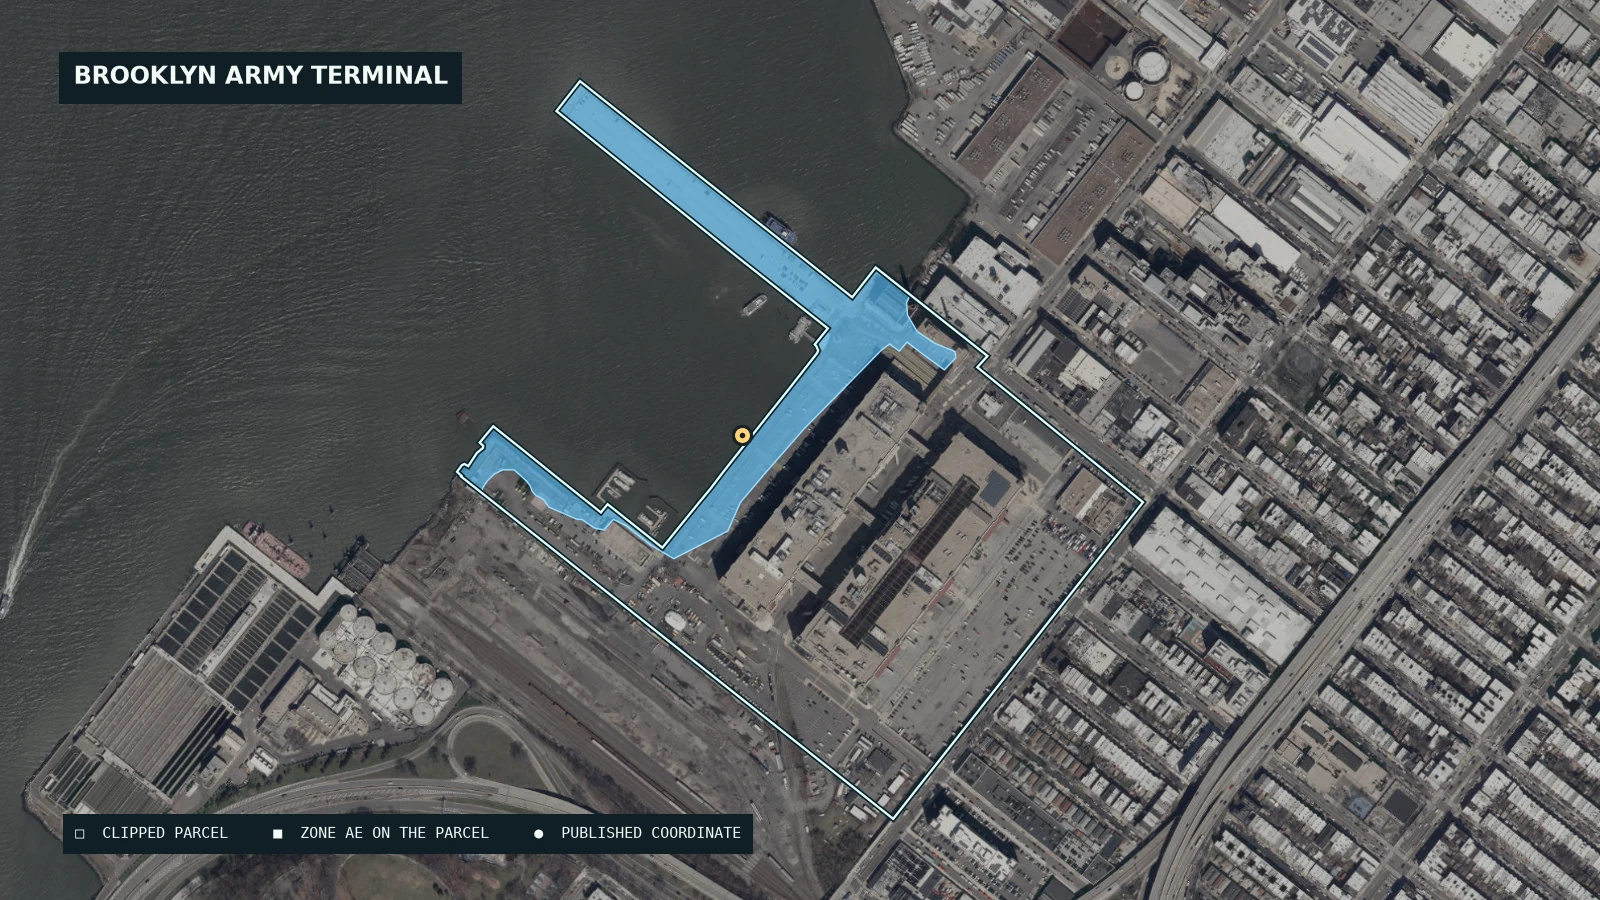 BROOKLYN ARMY TERMINAL
□ CLIPPED PARCEL ■ ZONE AE ON THE PARCEL ● PUBLISHED COORDINATE